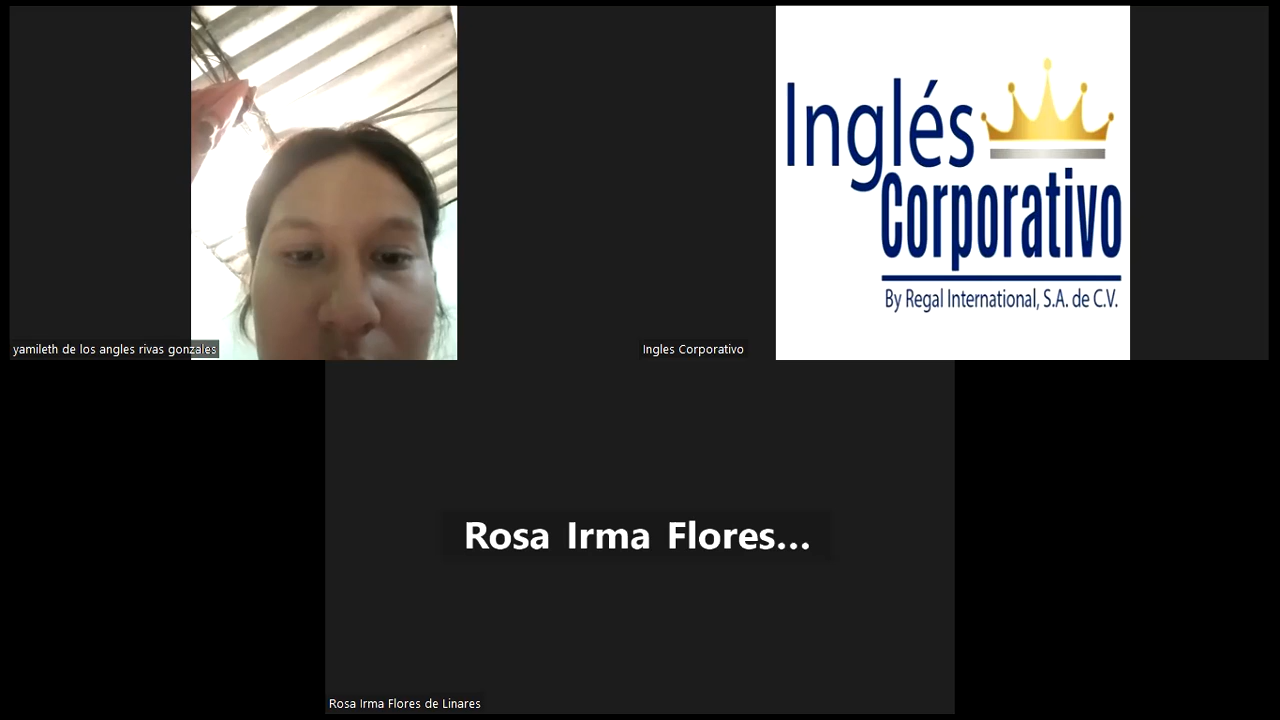 Inglés
Corporativo
By Regal International, S.A. de C.V.
yamileth de los angles rivas gonzales
Ingles Corporativo
Rosa Irma Flores...
Rosa Irma Flores de Linares